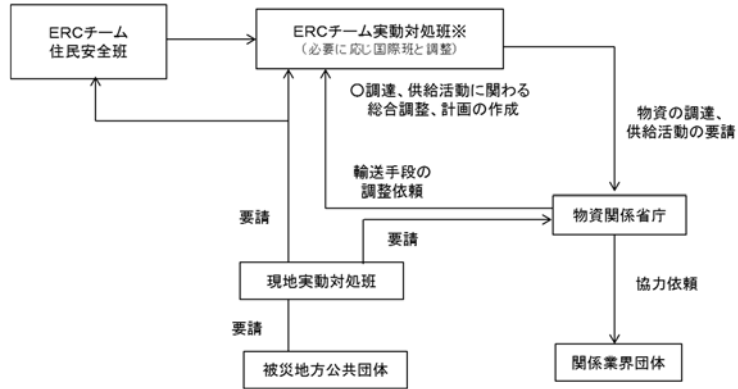 ERCチーム
住民安全班
ERCチーム実動対処班※
（必要に応じ国際班と調整）
〇調達、供給活動に関わる
総合調整、計画の作成
物資の調達、
供給活動の要請
輸送手段の
調整依頼
物資関係省庁
要請
要請
現地実動対処班
協力依頼
要請
被災地方公共団体
関係業界団体